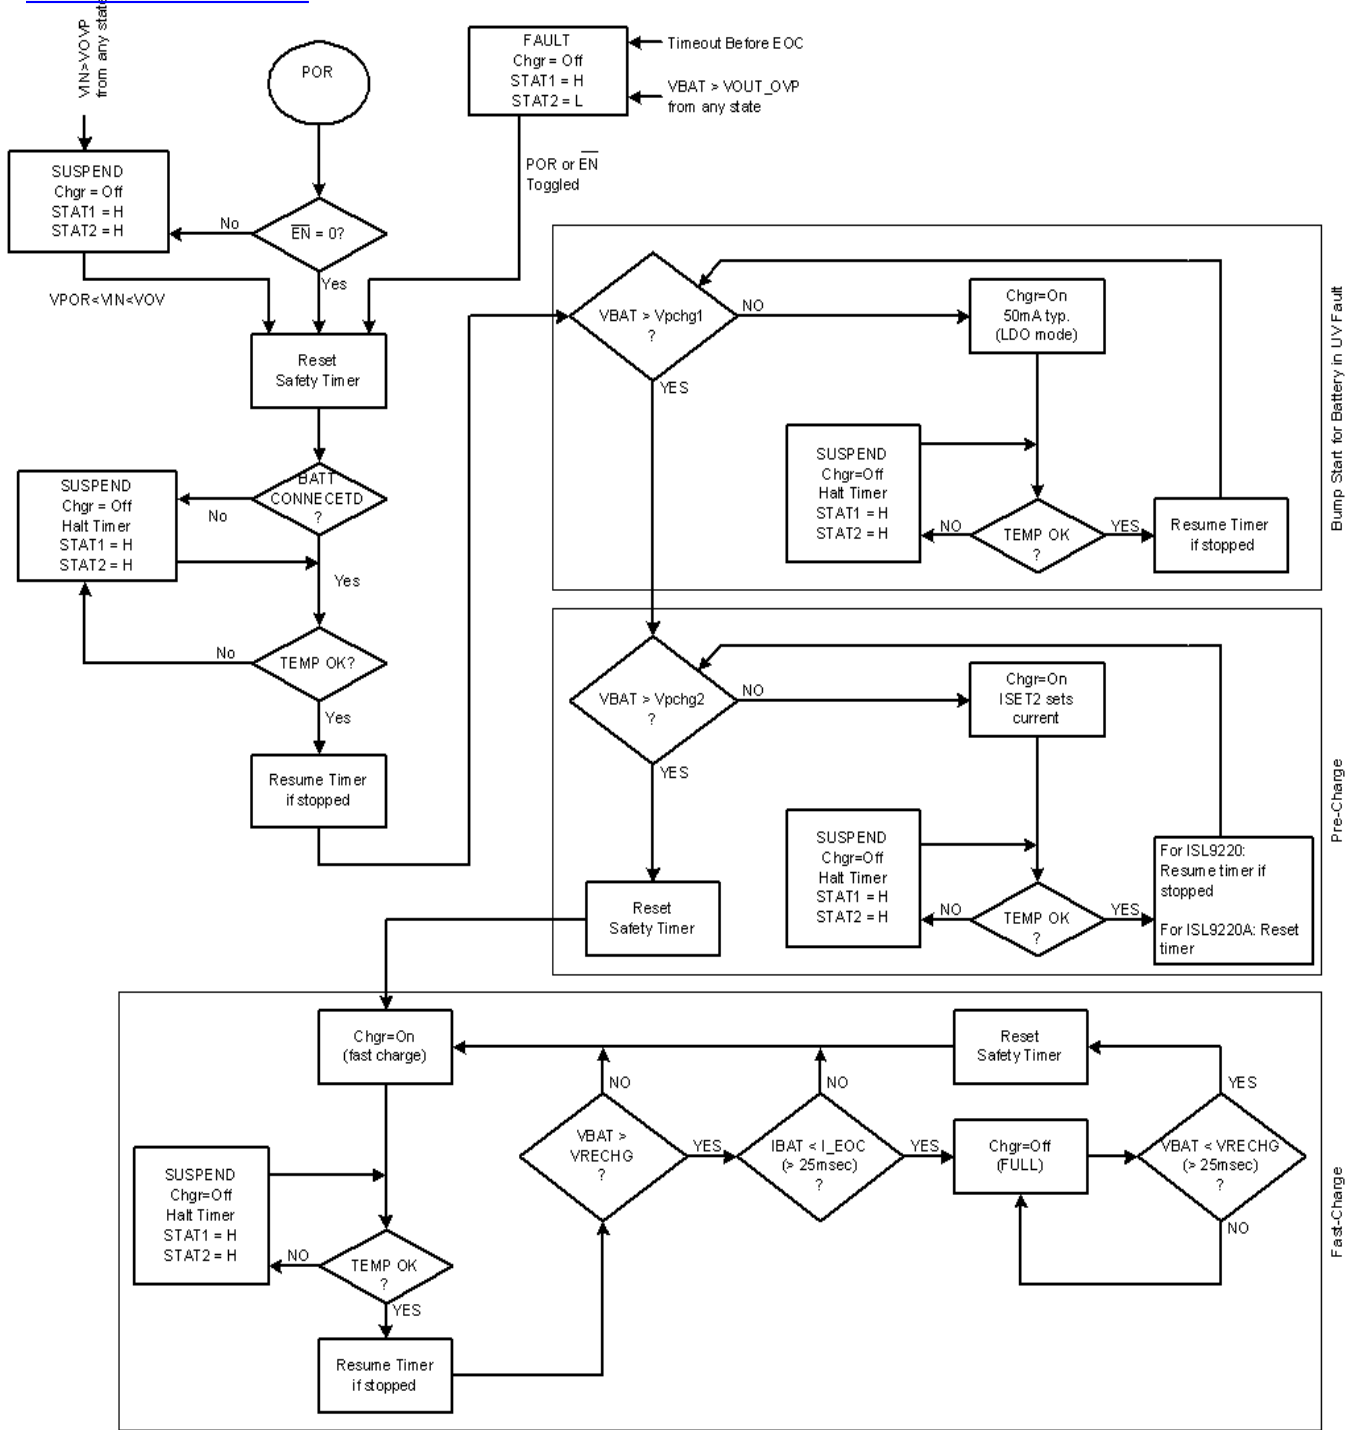 VIN>VOVP
from any state
POR
FAULT
Chgr = Off
STAT1 = H
STAT2 = L
Timeout Before EOC
VBAT > VOUT_OVP
from any state
SUSPEND
Chgr = Off
STAT1 = H
STAT2 = H
No
EN = 0?
Yes
POR or EN
Toggled
VPOR<VIN<VOV
Reset
Safety Timer
BATT
CONNECETD
?
No
SUSPEND
Chgr = Off
Halt Timer
STAT1 = H
STAT2 = H
Yes
No
TEMP OK?
Yes
Resume Timer
if stopped
VBAT > Vpchg1
?
NO
YES
Chgr=On
50mA typ.
(LDO mode)
SUSPEND
Chgr=Off
Halt Timer
STAT1 = H
STAT2 = H
NO
TEMP OK
?
YES
Resume Timer
if stopped
Bump Start for Battery in UV Fault
VBAT > Vpchg2
?
NO
YES
Chgr=On
ISET2 sets
current
SUSPEND
Chgr=Off
Halt Timer
STAT1 = H
STAT2 = H
NO
TEMP OK
?
YES
For ISL9220:
Resume timer if
stopped
For ISL9220A: Reset
timer
Reset
Safety Timer
Pre-Charge
Chgr=On
(fast charge)
Reset
Safety Timer
NO
NO
YES
VBAT >
VRECHG
?
YES
IBAT < I_EOC
(> 25msec)
?
YES
Chgr=Off
(FULL)
VBAT < VRECHG
(> 25msec)
?
NO
SUSPEND
Chgr=Off
Halt Timer
STAT1 = H
STAT2 = H
NO
TEMP OK
?
YES
Resume Timer
if stopped
Fast-Charge